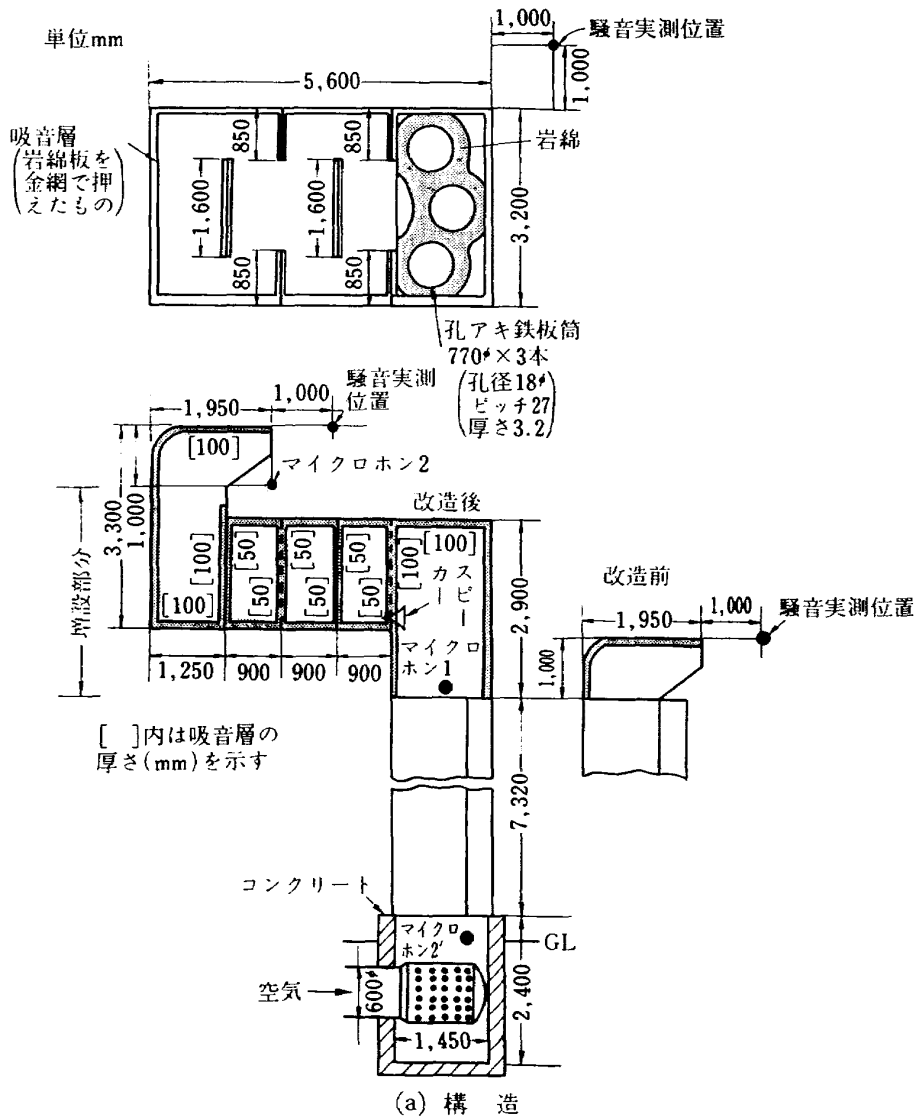 単位mm
1,000
騒音実測位置
1,000
5,600
吸音層
(岩綿板を
金網で押
えたもの)
850
850
岩綿
1,600
1,600
3,200
850
850
孔アキ鉄板筒
770φ×3本
(孔径18φ
ピッチ27
厚さ3.2)
1,950
1,000
騒音実測
位置
[100]
マイクロホン2
改造後
3,300
1,000
増設部分
[100]
[100]
[50]
[50]
[50]
[50]
[50]
[50]
[100]
[100]
スピー
カー
マイクロ
ホン1
2,900
1,250
900
900
900
改造前
1,950
1,000
騒音実測位置
1,000
[ ]内は吸音層の
厚さ(mm)を示す
7,320
コンクリート
マイクロ
ホン2'
GL
空気
600φ
2,400
1,450
(a) 構 造